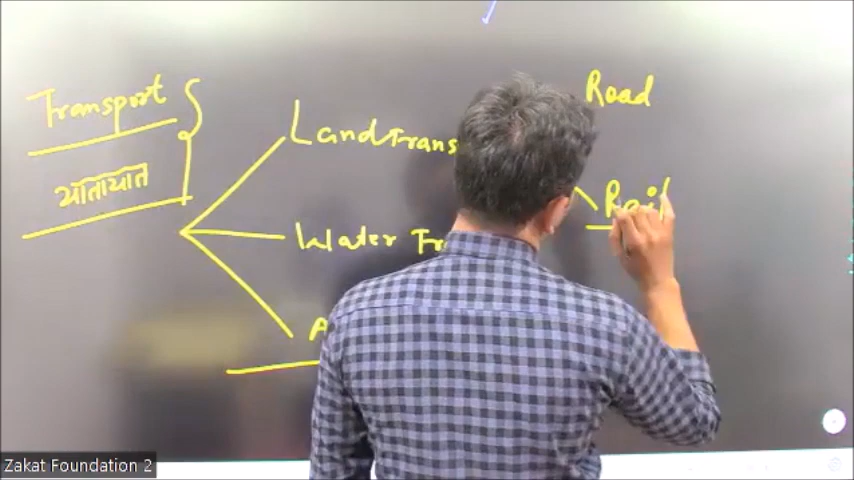 Transport
यातायात
Land Trans
Water Tr
A
Road
Rail
Zakat Foundation 2